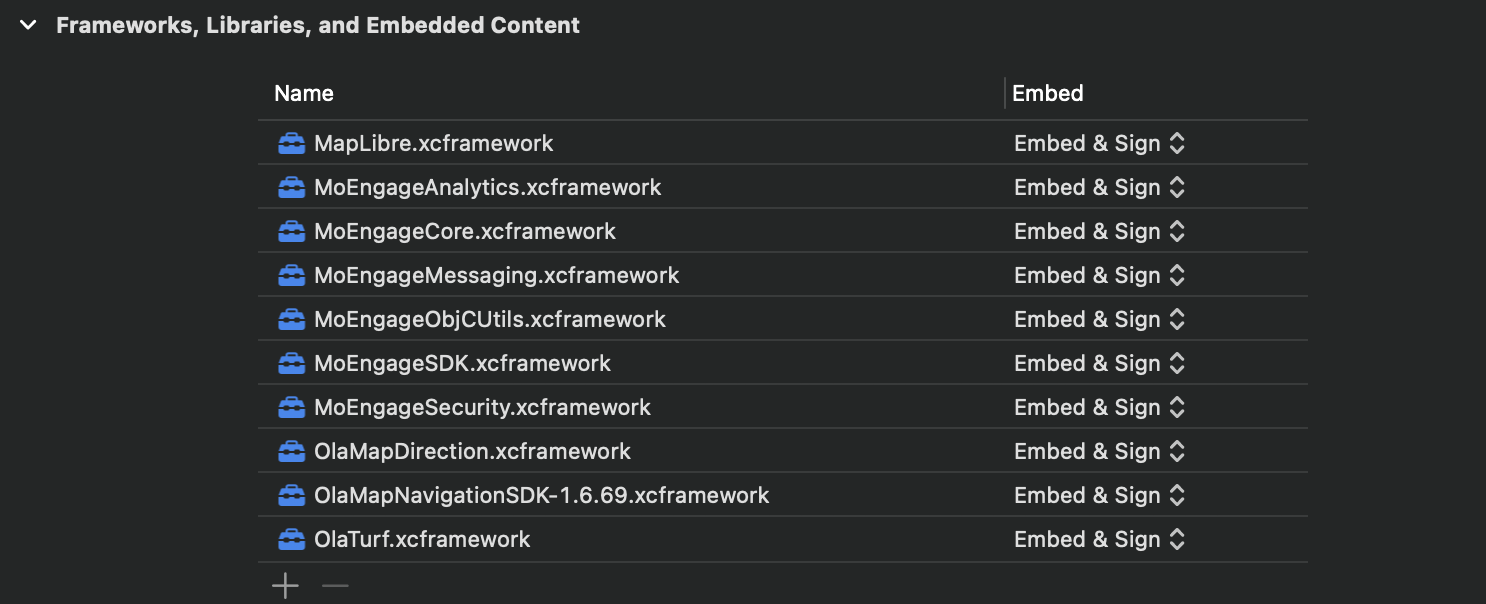 Frameworks, Libraries, and Embedded Content
Name Embed
MapLibre.xcframework Embed & Sign
MoEngageAnalytics.xcframework Embed & Sign
MoEngageCore.xcframework Embed & Sign
MoEngageMessaging.xcframework Embed & Sign
MoEngageObjCUtils.xcframework Embed & Sign
MoEngageSDK.xcframework Embed & Sign
MoEngageSecurity.xcframework Embed & Sign
OlaMapDirection.xcframework Embed & Sign
OlaMapNavigationSDK-1.6.69.xcframework Embed & Sign
OlaTurf.xcframework Embed & Sign